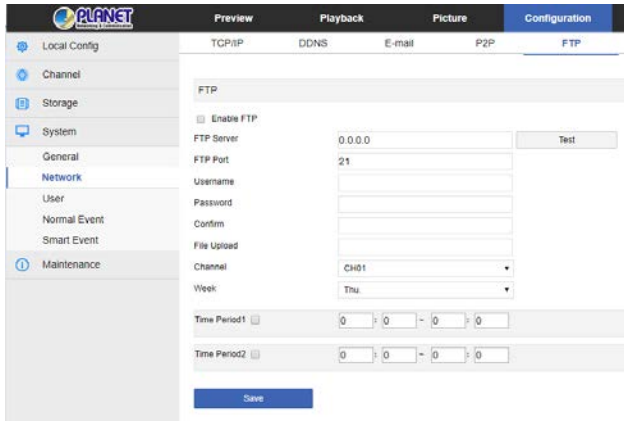 PLANET
Networking & Communication
Preview
Playback
Picture
Configuration
Local Config
TCP/IP
DDNS
E-mail
P2P
FTP
Channel
FTP
Storage
Enable FTP
System
FTP Server
0.0.0.0
Test
General
FTP Port
21
Network
Username
User
Password
Normal Event
Confirm
Smart Event
File Upload
Maintenance
Channel
CH01
Week
Thu.
Time Period1
0 : 0 ~ 0 : 0
Time Period2
0 : 0 ~ 0 : 0
Save